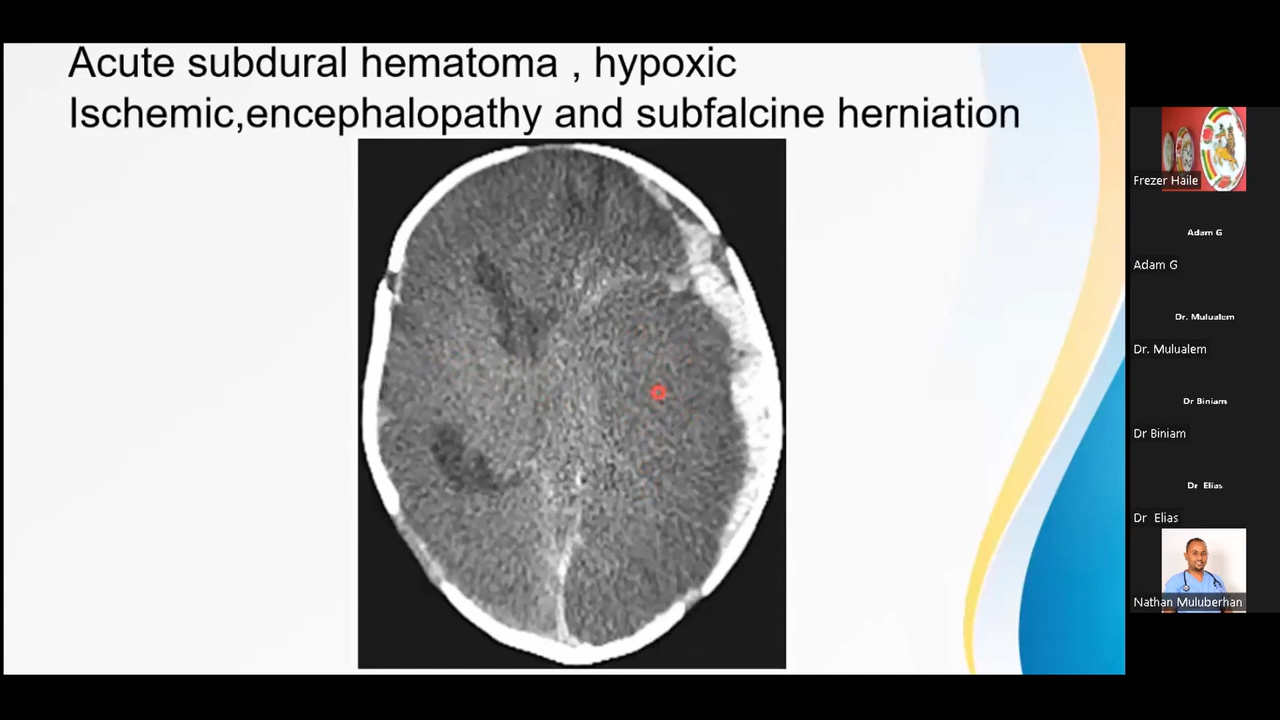 Acute subdural hematoma , hypoxic
Ischemic,encephalopathy and subfalcine herniation
Frezer Haile
Adam G
Adam G
Dr. Mulualem
Dr. Mulualem
Dr Biniam
Dr Biniam
Dr Elias
Dr Elias
Nathan Muluberhan